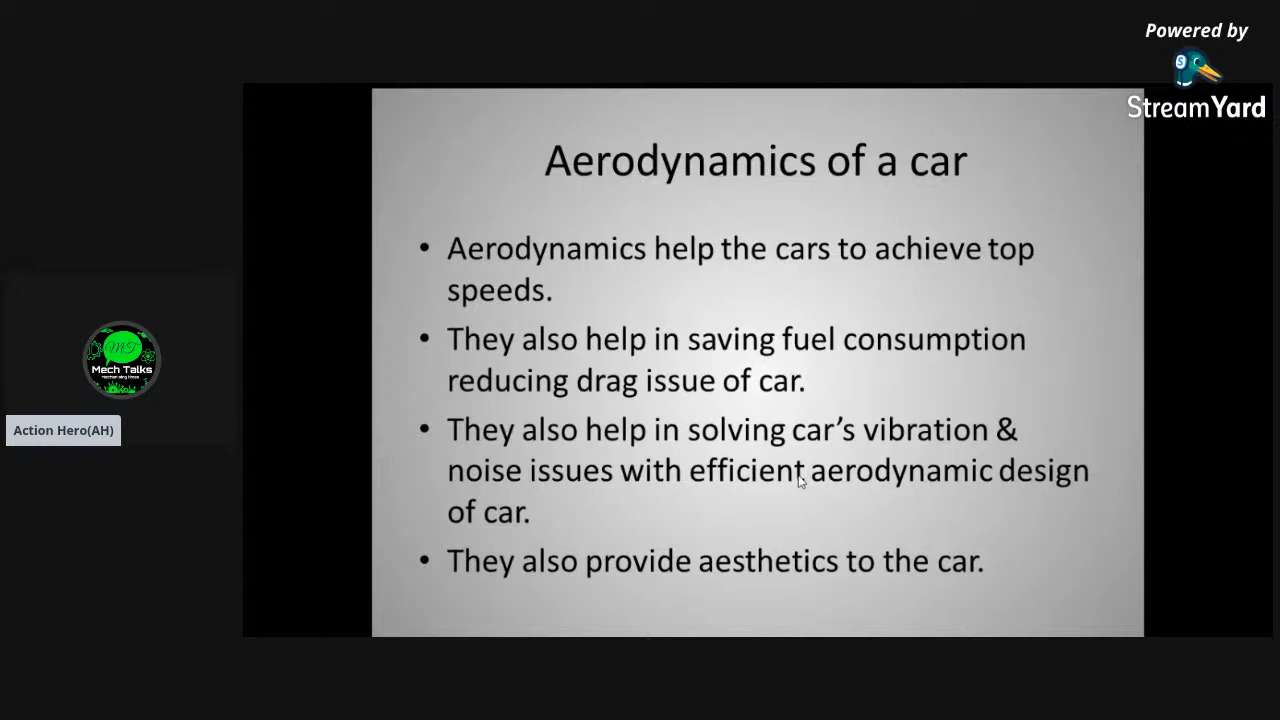 Powered by
StreamYard
Aerodynamics of a car
• Aerodynamics help the cars to achieve top
speeds.
• They also help in saving fuel consumption
reducing drag issue of car.
• They also help in solving car’s vibration &
noise issues with efficient aerodynamic design
of car.
• They also provide aesthetics to the car.
MT
Mech Talks
Action Hero(AH)